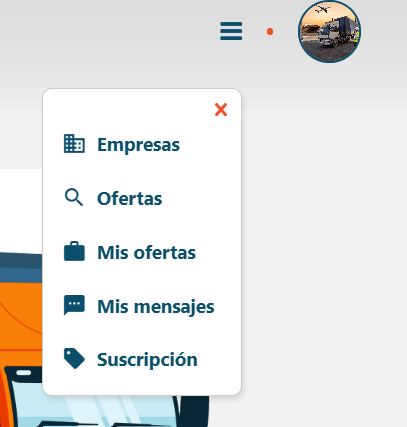 Empresas
Ofertas
Mis ofertas
Mis mensajes
Suscripción